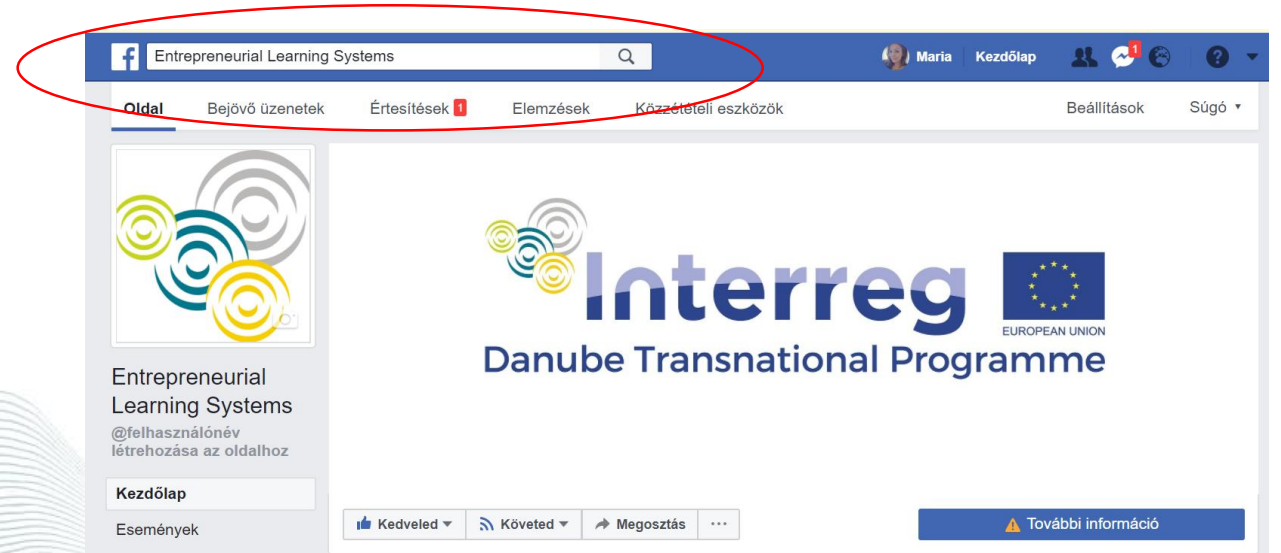 Entrepreneurial Learning Systems
Maria Kezdőlap 1 ?
Oldal Bejövő üzenetek Értesítések 1 Elemzések Közzétételi eszközök Beállítások Súgó
Interreg
EUROPEAN UNION
Danube Transnational Programme
Entrepreneurial
Learning Systems
@felhasználónév
létrehozása az oldalhoz
Kezdőlap
Események
Kedveled Követed Megosztás ... További információ